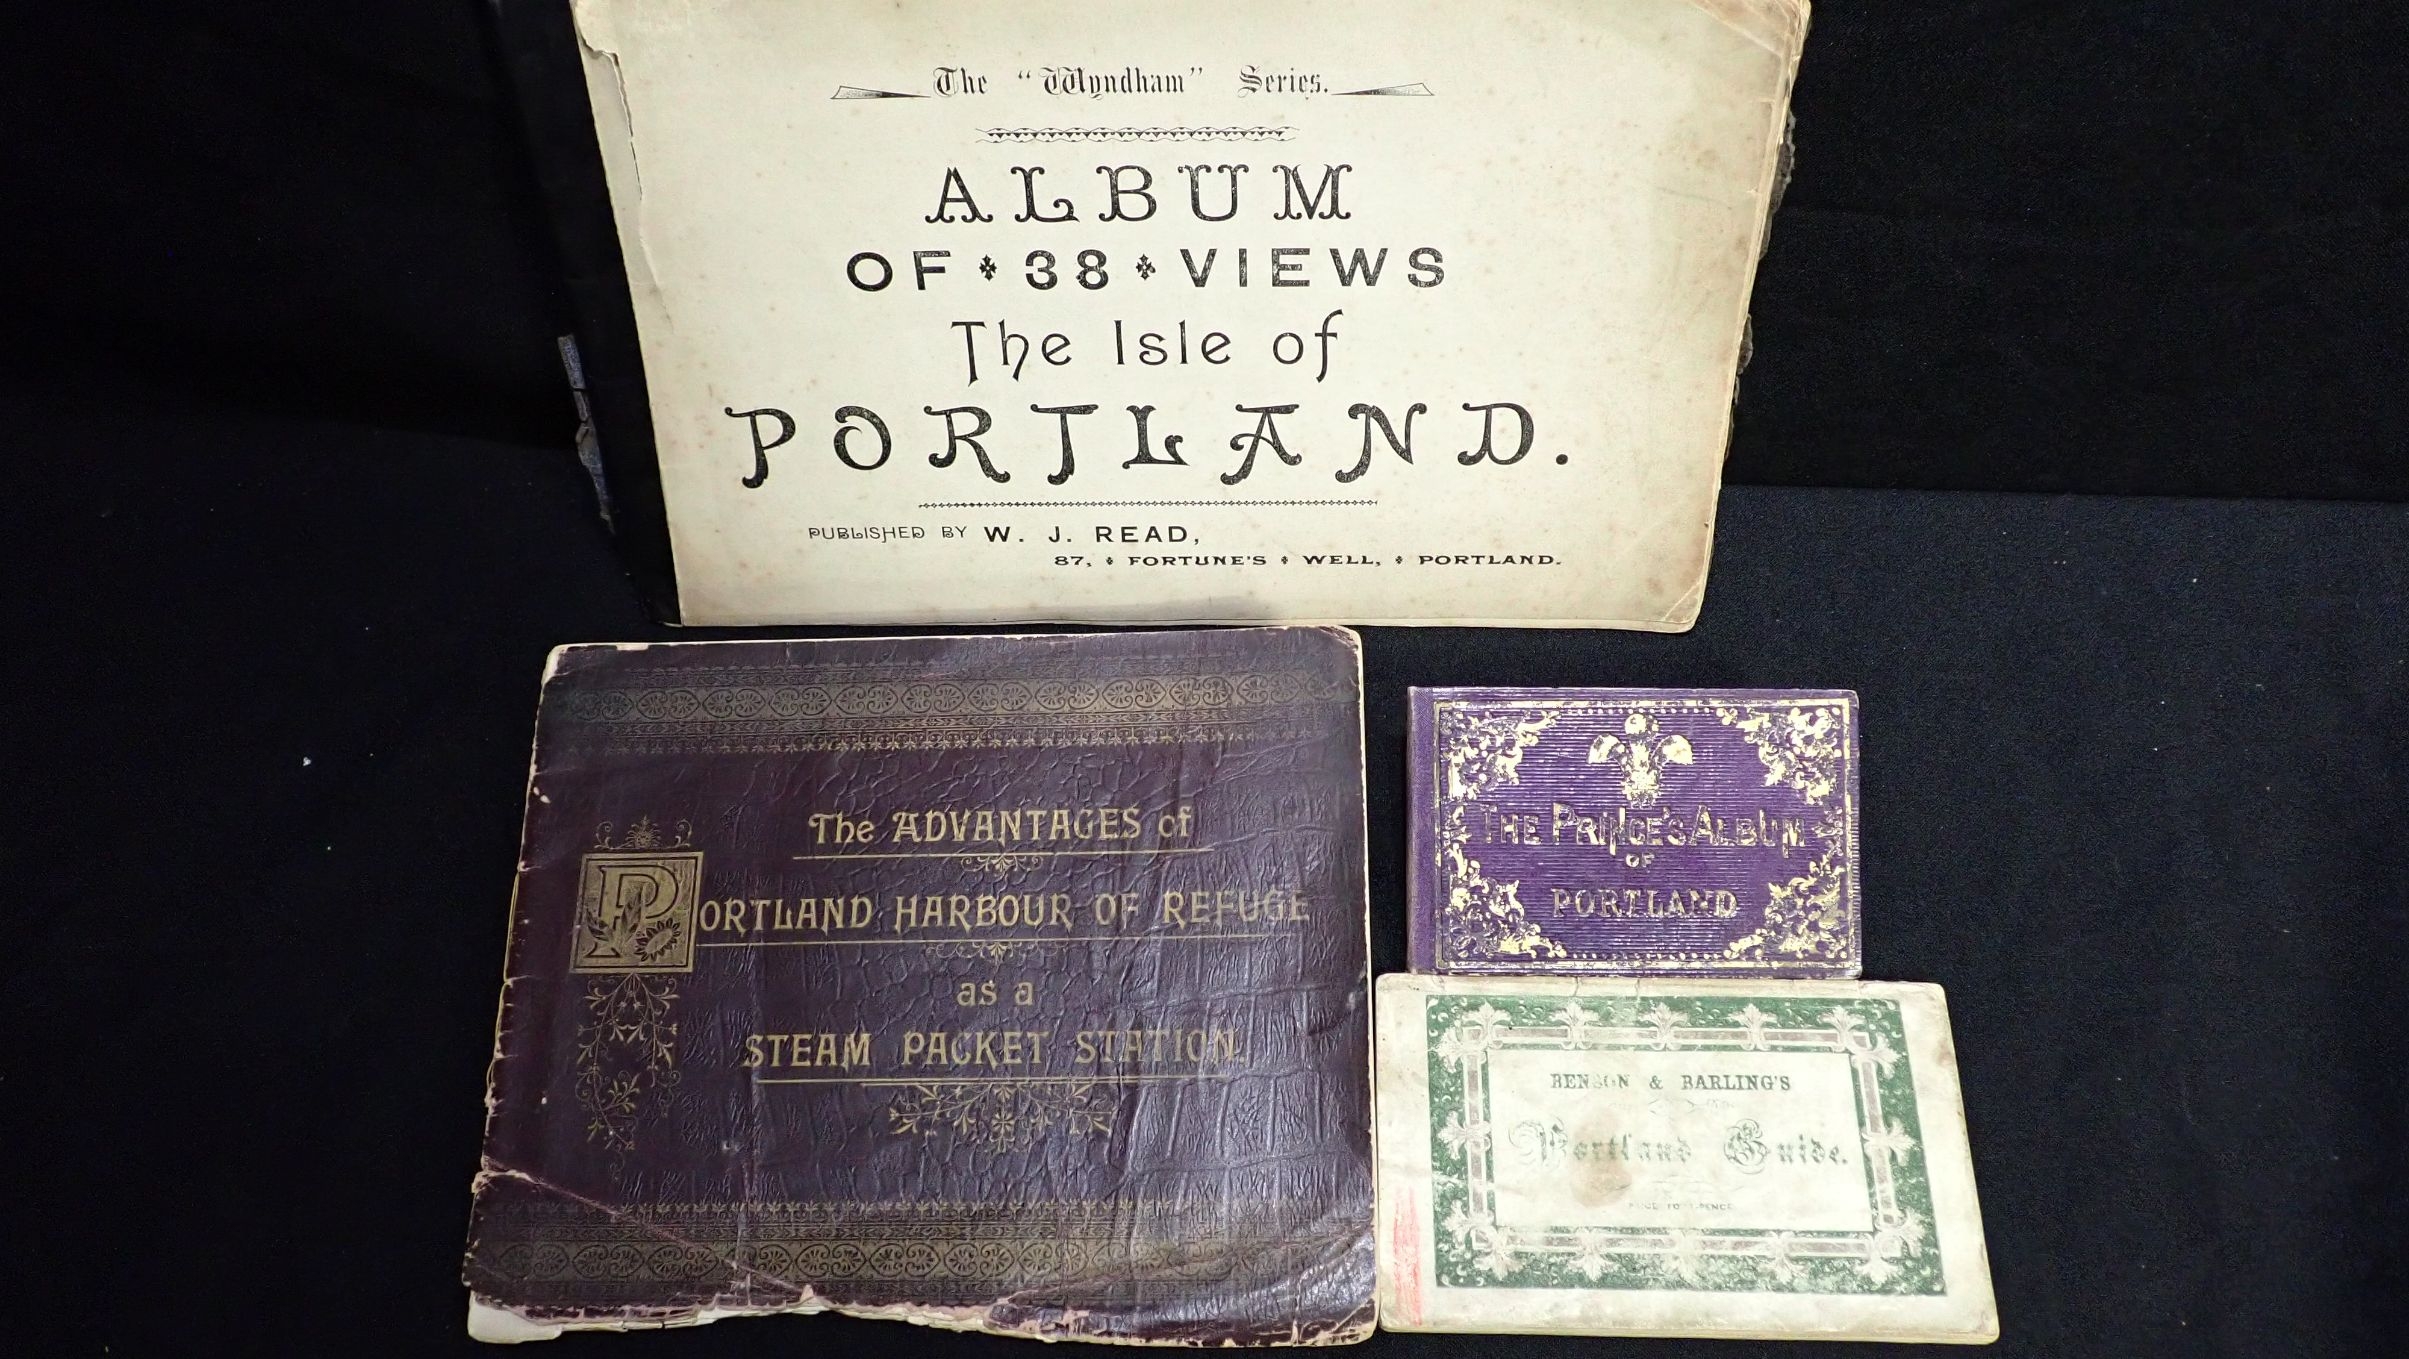 The "Wyndham" Series.
ALBUM
OF 38 VIEWS
The Isle of
PORTLAND.
PUBLISHED BY W. J. READ,
87, FORTUNE'S WELL, PORTLAND.
The ADVANTAGES of
PORTLAND HARBOUR OF REFUGE
as a
STEAM PACKET STATION.
THE PRINCE'S ALBUM
OF
PORTLAND
BENSON & BARLING'S
Portland Guide.